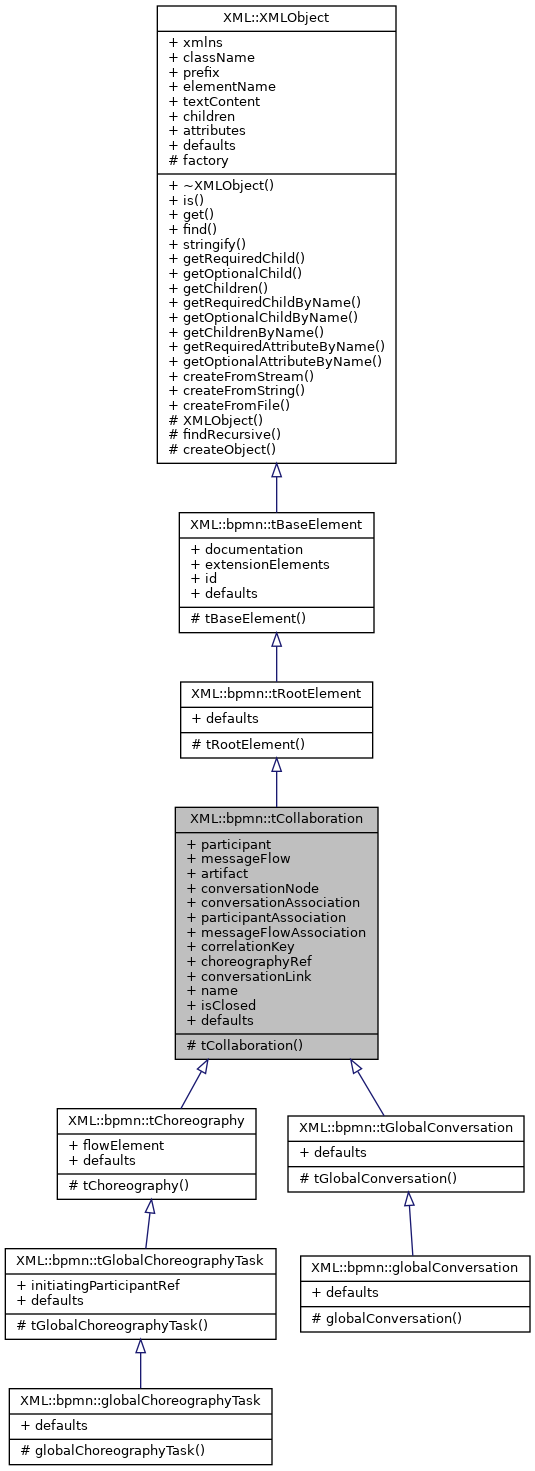 XML::XMLObject
+ xmlns
+ className
+ prefix
+ elementName
+ textContent
+ children
+ attributes
+ defaults
# factory
+ ~XMLObject()
+ is()
+ get()
+ find()
+ stringify()
+ getRequiredChild()
+ getOptionalChild()
+ getChildren()
+ getRequiredChildByName()
+ getOptionalChildByName()
+ getChildrenByName()
+ getRequiredAttributeByName()
+ getOptionalAttributeByName()
+ createFromStream()
+ createFromString()
+ createFromFile()
# XMLObject()
# findRecursive()
# createObject()
XML::bpmn::tBaseElement
+ documentation
+ extensionElements
+ id
+ defaults
# tBaseElement()
XML::bpmn::tRootElement
+ defaults
# tRootElement()
XML::bpmn::tCollaboration
+ participant
+ messageFlow
+ artifact
+ conversationNode
+ conversationAssociation
+ participantAssociation
+ messageFlowAssociation
+ correlationKey
+ choreographyRef
+ conversationLink
+ name
+ isClosed
+ defaults
# tCollaboration()
XML::bpmn::tChoreography
+ flowElement
+ defaults
# tChoreography()
XML::bpmn::tGlobalConversation
+ defaults
# tGlobalConversation()
XML::bpmn::tGlobalChoreographyTask
+ initiatingParticipantRef
+ defaults
# tGlobalChoreographyTask()
XML::bpmn::globalConversation
+ defaults
# globalConversation()
XML::bpmn::globalChoreographyTask
+ defaults
# globalChoreographyTask()